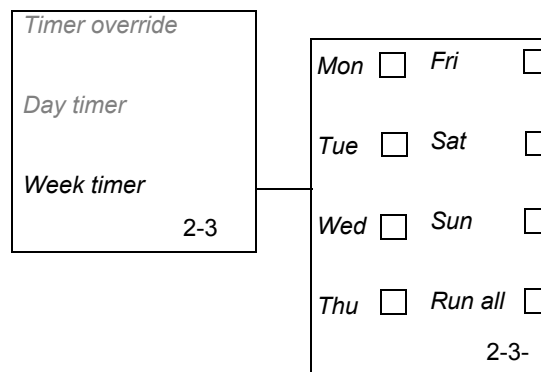 Timer override
Day timer
Week timer
2-3
Mon Fri
Tue Sat
Wed Sun
Thu Run all
2-3-